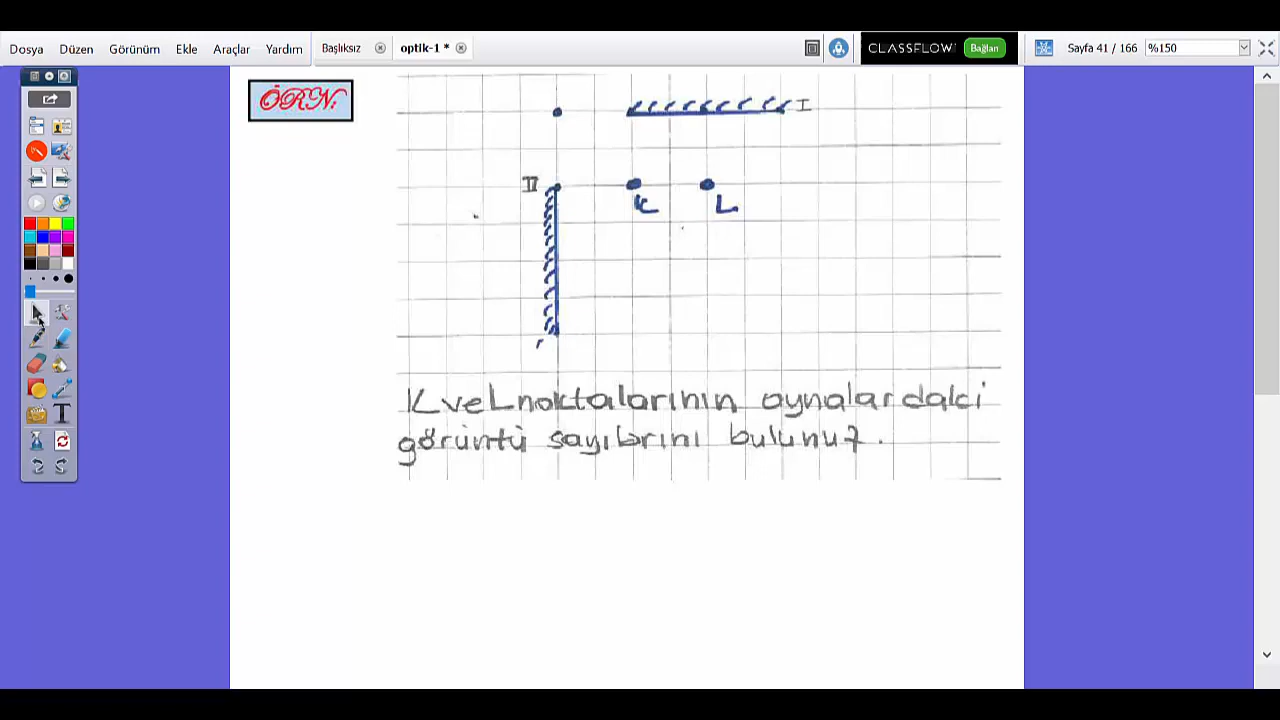 Dosya Düzen Görünüm Ekle Araçlar Yardım Başlıksız optik-1 * CLASSFLOW Bağlan Sayfa 41 / 166 %150
ÖRN:
I
II
K L
K ve L noktalarının aynalardaki
görüntü sayılarını bulunuz.
T